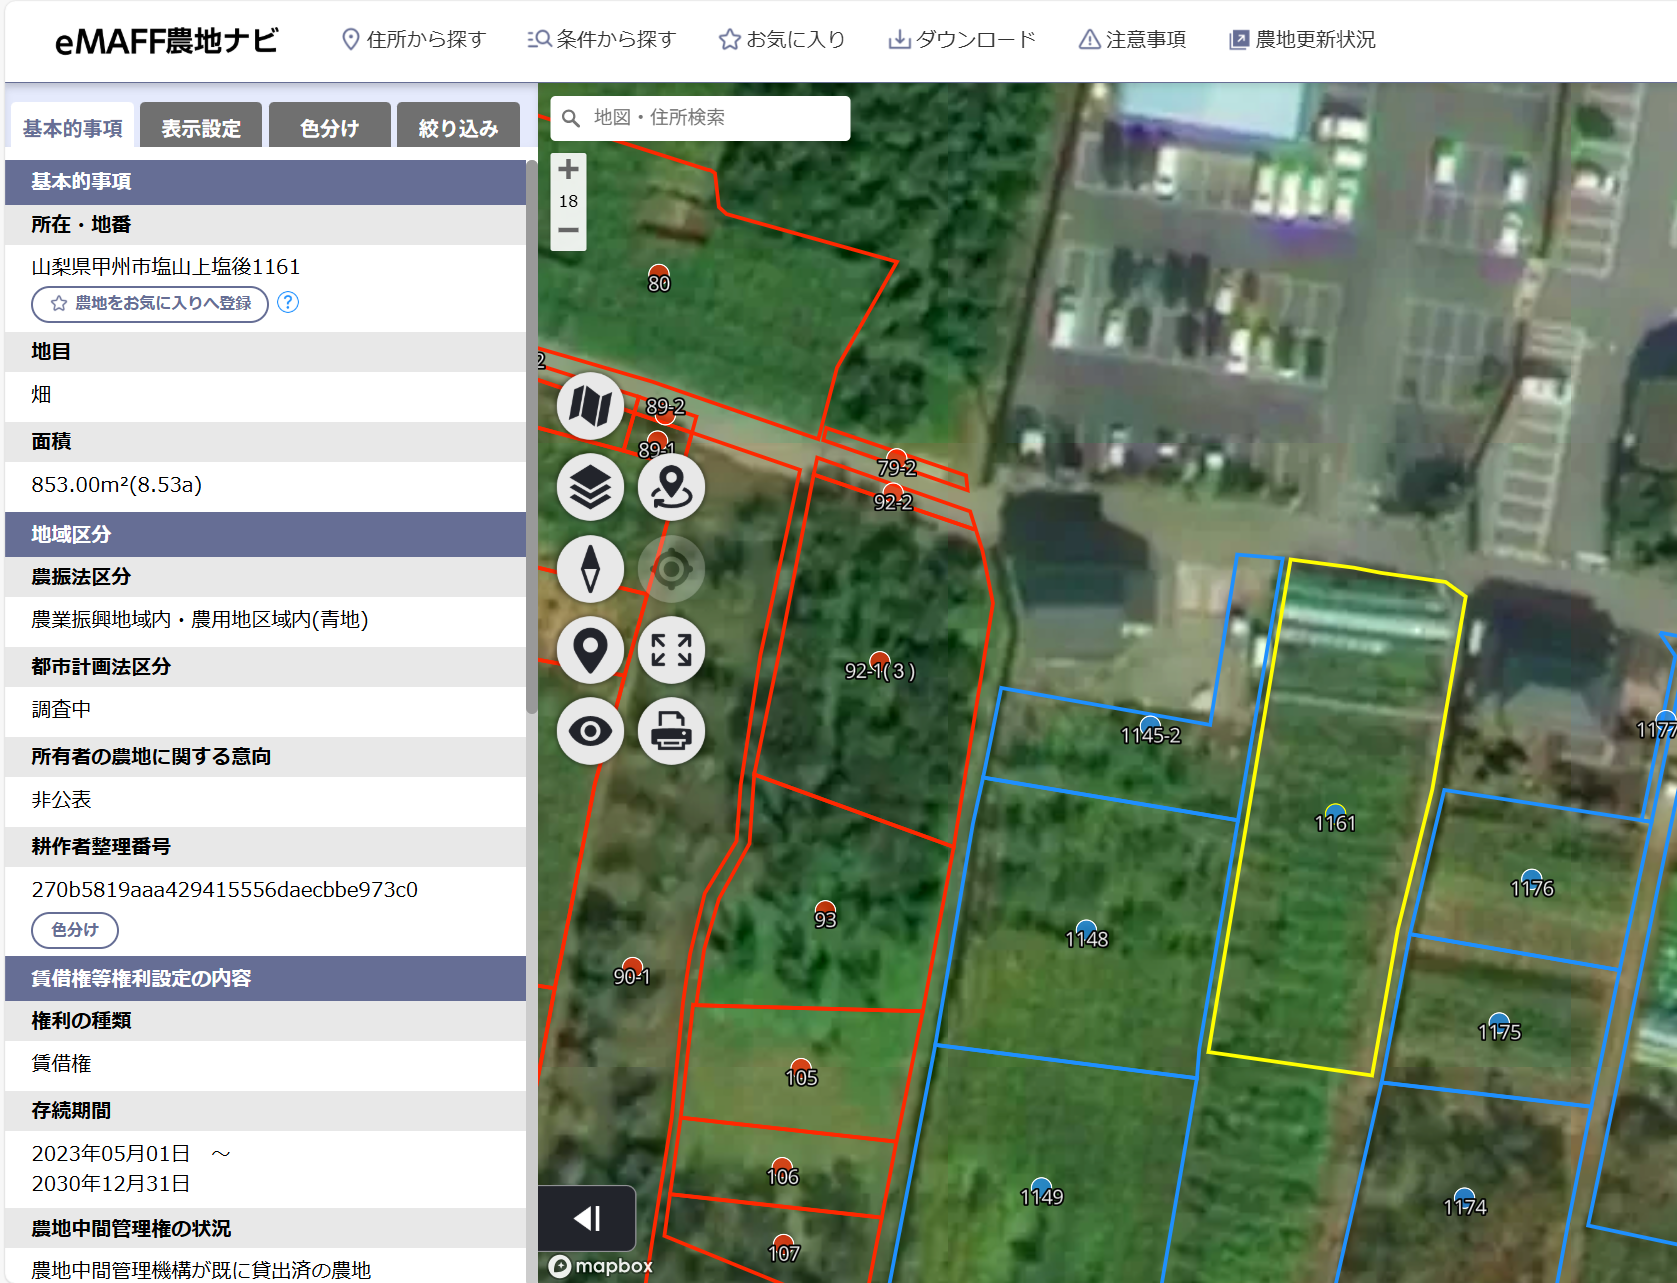 eMAFF農地ナビ
住所から探す
条件から探す
お気に入り
ダウンロード
注意事項
農地更新状況
基本的事項
表示設定
色分け
絞り込み
基本的事項
所在・地番
山梨県甲州市塩山上塩後1161
農地をお気に入りへ登録 ?
地目
畑
面積
853.00m²(8.53a)
地域区分
農振法区分
農業振興地域内・農用地区域内(青地)
都市計画法区分
調査中
所有者の農地に関する意向
非公表
耕作者整理番号
270b5819aaa429415556daecbbe973c0
色分け
賃借権等権利設定の内容
権利の種類
賃借権
存続期間
2023年05月01日　～
2030年12月31日
農地中間管理権の状況
農地中間管理機構が既に貸出済の農地
地図・住所検索
+
18
−
80
2
89-2
89-1
79-2
92-2
92-1(３)
1145-2
1177
1161
1176
93
1148
90-1
1175
105
106
1149
1174
107
mapbox